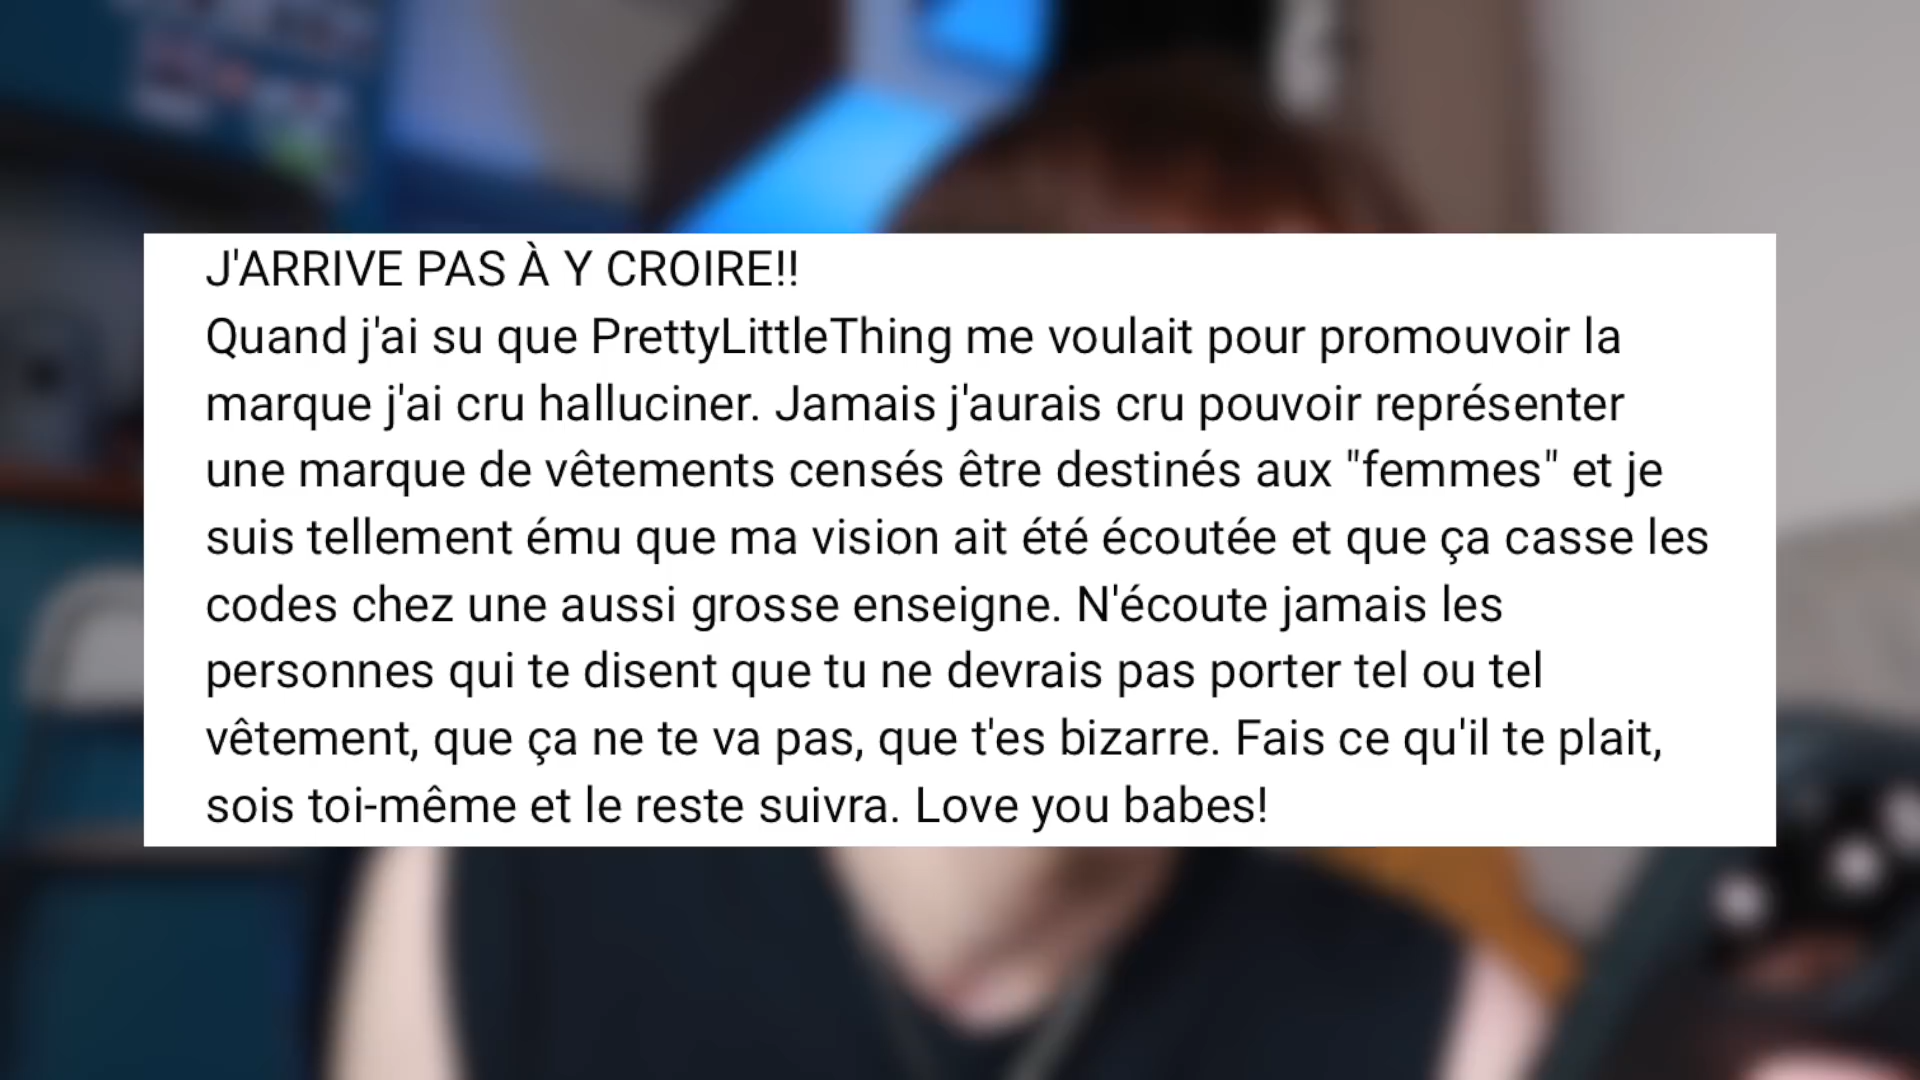 J'ARRIVE PAS À Y CROIRE!!
Quand j'ai su que PrettyLittleThing me voulait pour promouvoir la
marque j'ai cru halluciner. Jamais j'aurais cru pouvoir représenter
une marque de vêtements censés être destinés aux "femmes" et je
suis tellement ému que ma vision ait été écoutée et que ça casse les
codes chez une aussi grosse enseigne. N'écoute jamais les
personnes qui te disent que tu ne devrais pas porter tel ou tel
vêtement, que ça ne te va pas, que t'es bizarre. Fais ce qu'il te plait,
sois toi-même et le reste suivra. Love you babes!